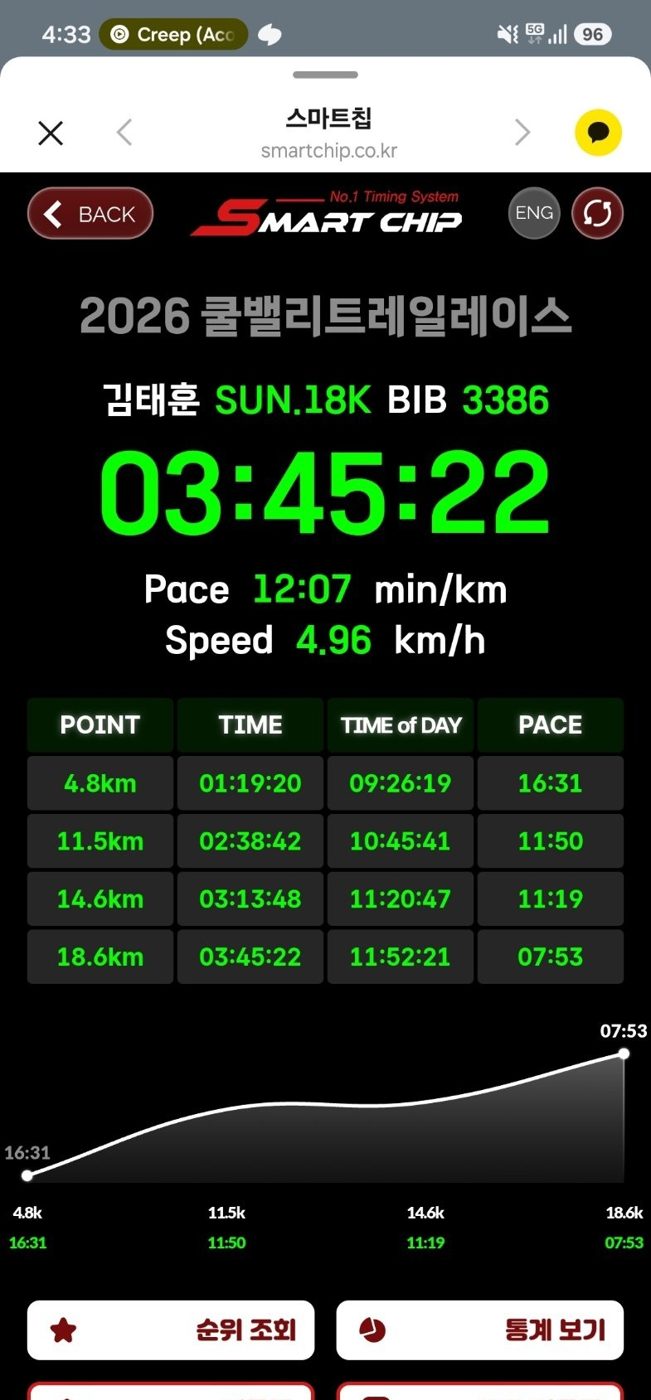 4:33 Creep (Aco 5G 96
스마트칩
smartchip.co.kr
BACK No.1 Timing System SMART CHIP ENG
2026 쿨밸리트레일레이스
김태훈 SUN.18K BIB 3386
03:45:22
Pace 12:07 min/km
Speed 4.96 km/h
POINT TIME TIME of DAY PACE
4.8km 01:19:20 09:26:19 16:31
11.5km 02:38:42 10:45:41 11:50
14.6km 03:13:48 11:20:47 11:19
18.6km 03:45:22 11:52:21 07:53
07:53
16:31
4.8k 11.5k 14.6k 18.6k
16:31 11:50 11:19 07:53
순위 조회 통계 보기